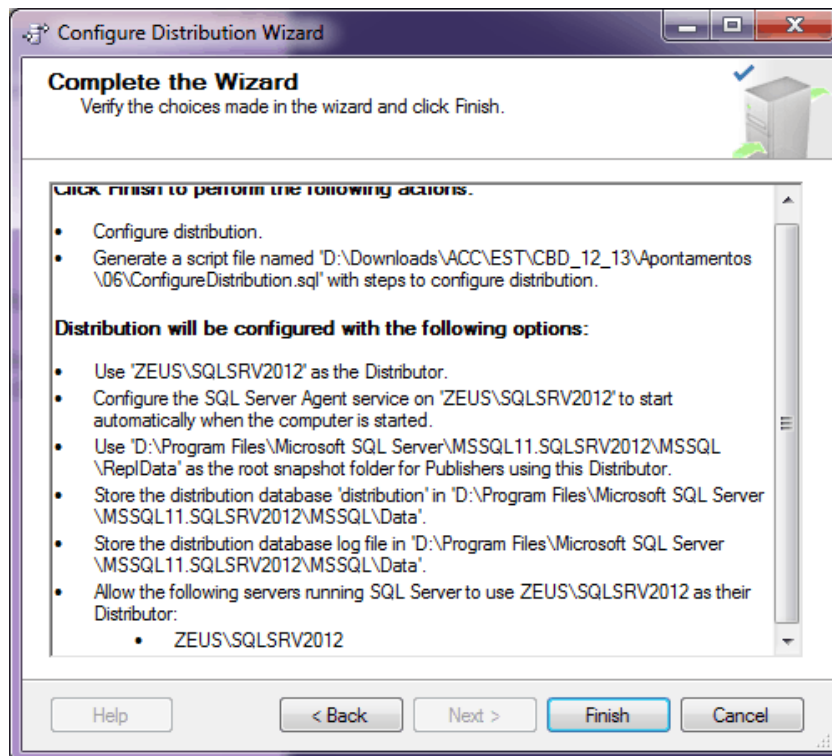 Configure Distribution Wizard
Complete the Wizard
Verify the choices made in the wizard and click Finish.
Click Finish to perform the following actions:
• Configure distribution.
• Generate a script file named 'D:\Downloads\ACC\EST\CBD_12_13\Apontamentos
\06\ConfigureDistribution.sql' with steps to configure distribution.
Distribution will be configured with the following options:
• Use 'ZEUS\SQLSRV2012' as the Distributor.
• Configure the SQL Server Agent service on 'ZEUS\SQLSRV2012' to start
automatically when the computer is started.
• Use 'D:\Program Files\Microsoft SQL Server\MSSQL11.SQLSRV2012\MSSQL
\ReplData' as the root snapshot folder for Publishers using this Distributor.
• Store the distribution database 'distribution' in 'D:\Program Files\Microsoft SQL Server
\MSSQL11.SQLSRV2012\MSSQL\Data'.
• Store the distribution database log file in 'D:\Program Files\Microsoft SQL Server
\MSSQL11.SQLSRV2012\MSSQL\Data'.
• Allow the following servers running SQL Server to use ZEUS\SQLSRV2012 as their
Distributor:
• ZEUS\SQLSRV2012
Help
< Back
Next >
Finish
Cancel